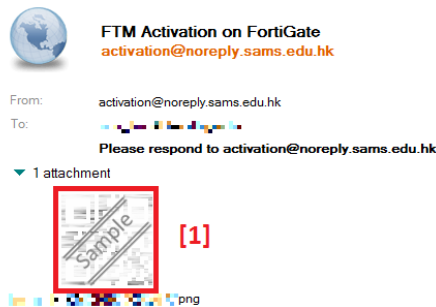 FTM Activation on FortiGate
activation@noreply.sams.edu.hk
From: activation@noreply.sams.edu.hk
To:
Please respond to activation@noreply.sams.edu.hk
1 attachment
Sample
[1]
png